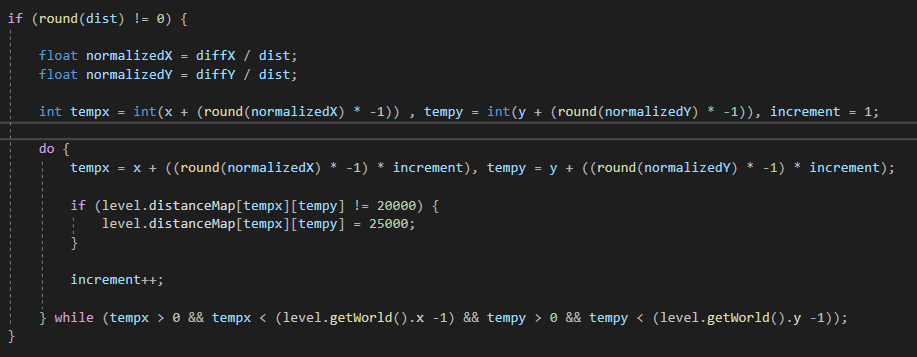 if (round(dist) != 0) {
float normalizedX = diffX / dist;
float normalizedY = diffY / dist;
int tempx = int(x + (round(normalizedX) * -1)) , tempy = int(y + (round(normalizedY) * -1)), increment = 1;
do {
tempx = x + ((round(normalizedX) * -1) * increment), tempy = y + ((round(normalizedY) * -1) * increment);
if (level.distanceMap[tempx][tempy] != 20000) {
level.distanceMap[tempx][tempy] = 25000;
}
increment++;
} while (tempx > 0 && tempx < (level.getWorld().x -1) && tempy > 0 && tempy < (level.getWorld().y -1));
}